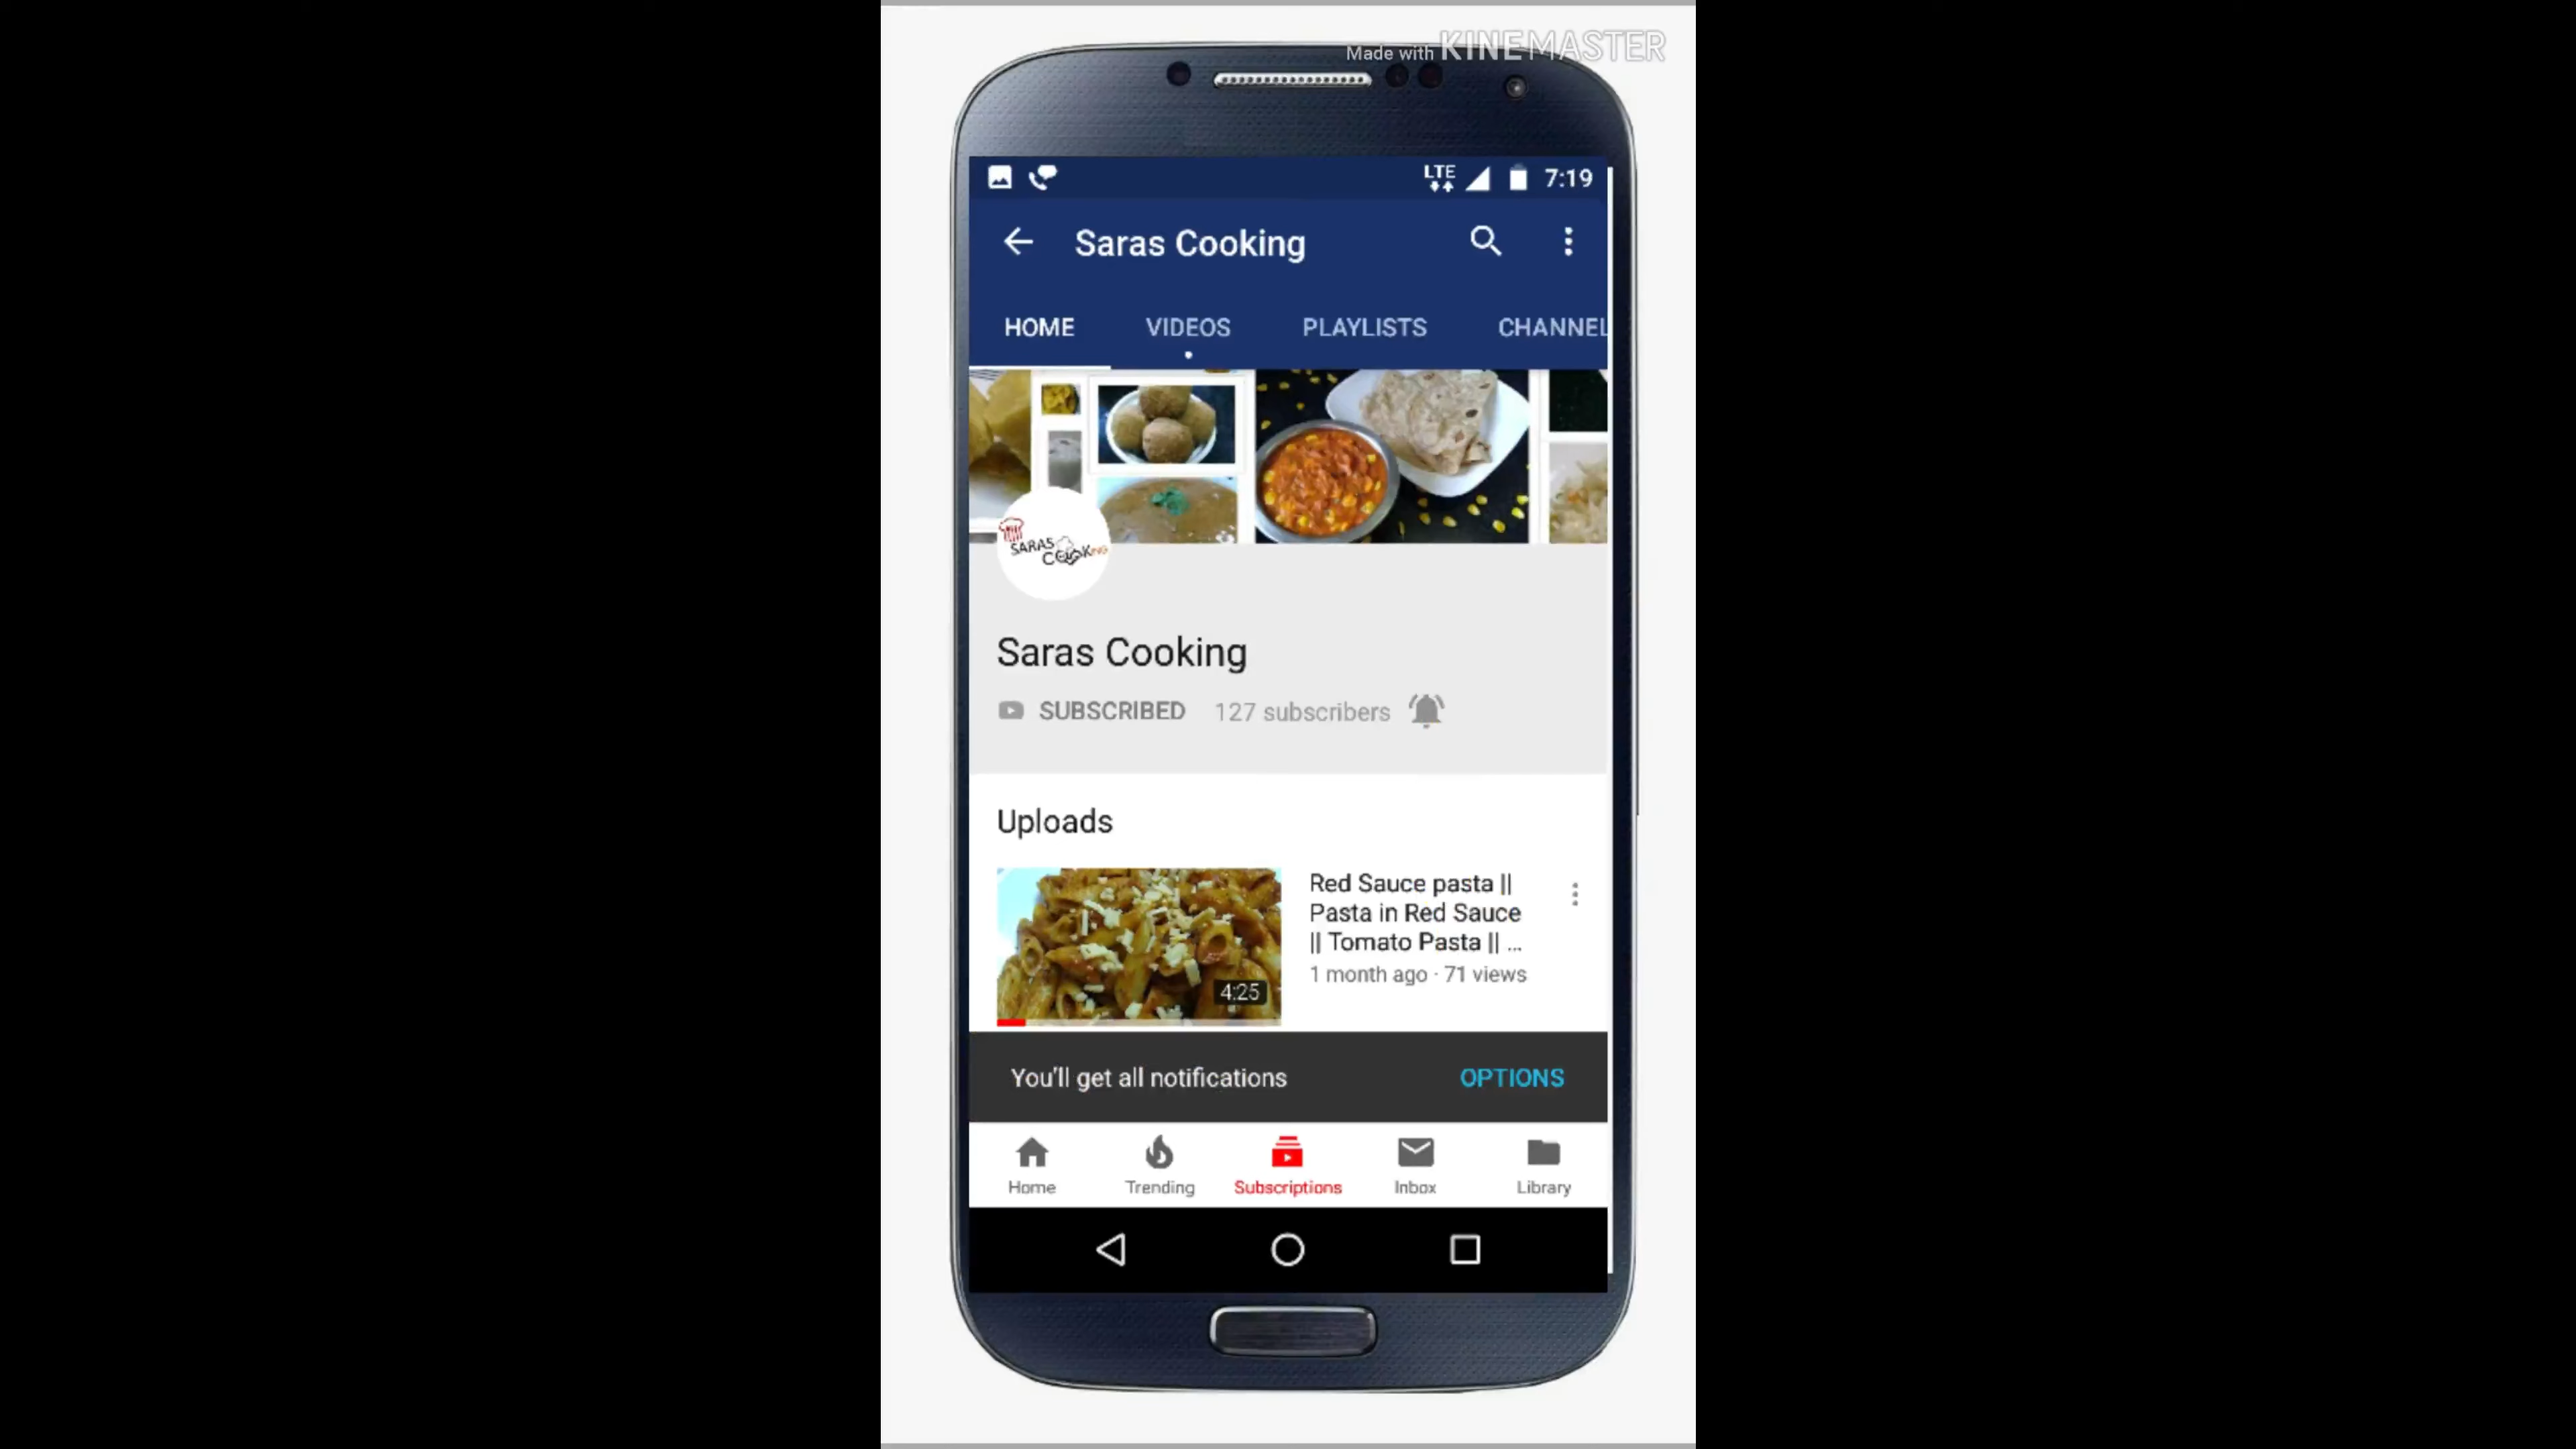 Made with KINEMASTER
LTE 7:19
Saras Cooking
HOME VIDEOS PLAYLISTS CHANNEL
SARAS
COOKING
Saras Cooking
SUBSCRIBED 127 subscribers
Uploads
Red Sauce pasta ||
Pasta in Red Sauce
|| Tomato Pasta || ...
1 month ago · 71 views
4:25
You'll get all notifications OPTIONS
Home Trending Subscriptions Inbox Library